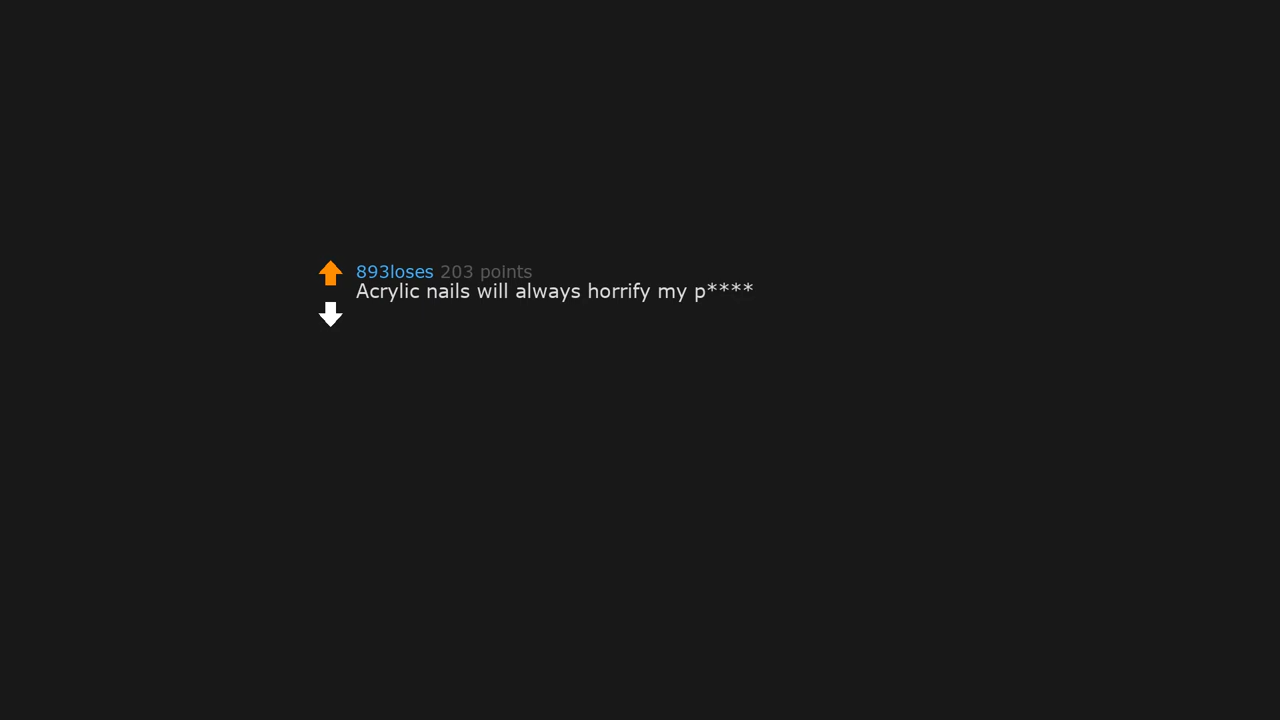 893loses 203 points
Acrylic nails will always horrify my p****